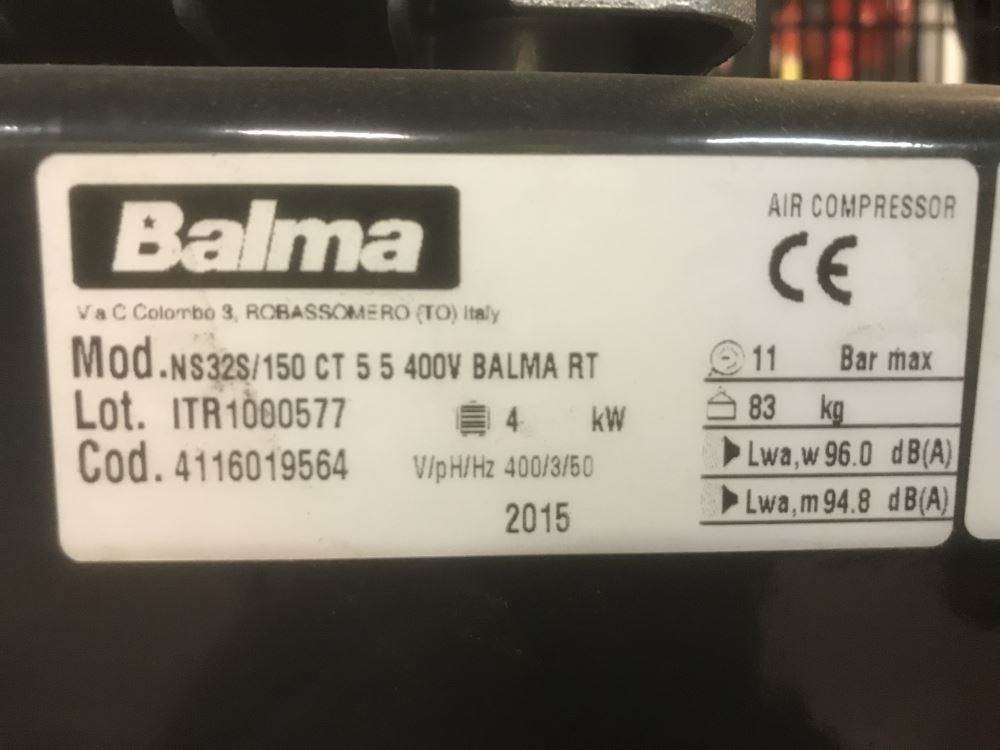 Balma
AIR COMPRESSOR
CE
Via C Colombo 3, ROBASSOMERO (TO) Italy
Mod. NS32S/150 CT 5 5 400V BALMA RT
11 Bar max
Lot. ITR1000577
4 kW
83 kg
Cod. 4116019564
V/pH/Hz 400/3/50
Lwa,w 96.0 dB(A)
2015
Lwa,m 94.8 dB(A)